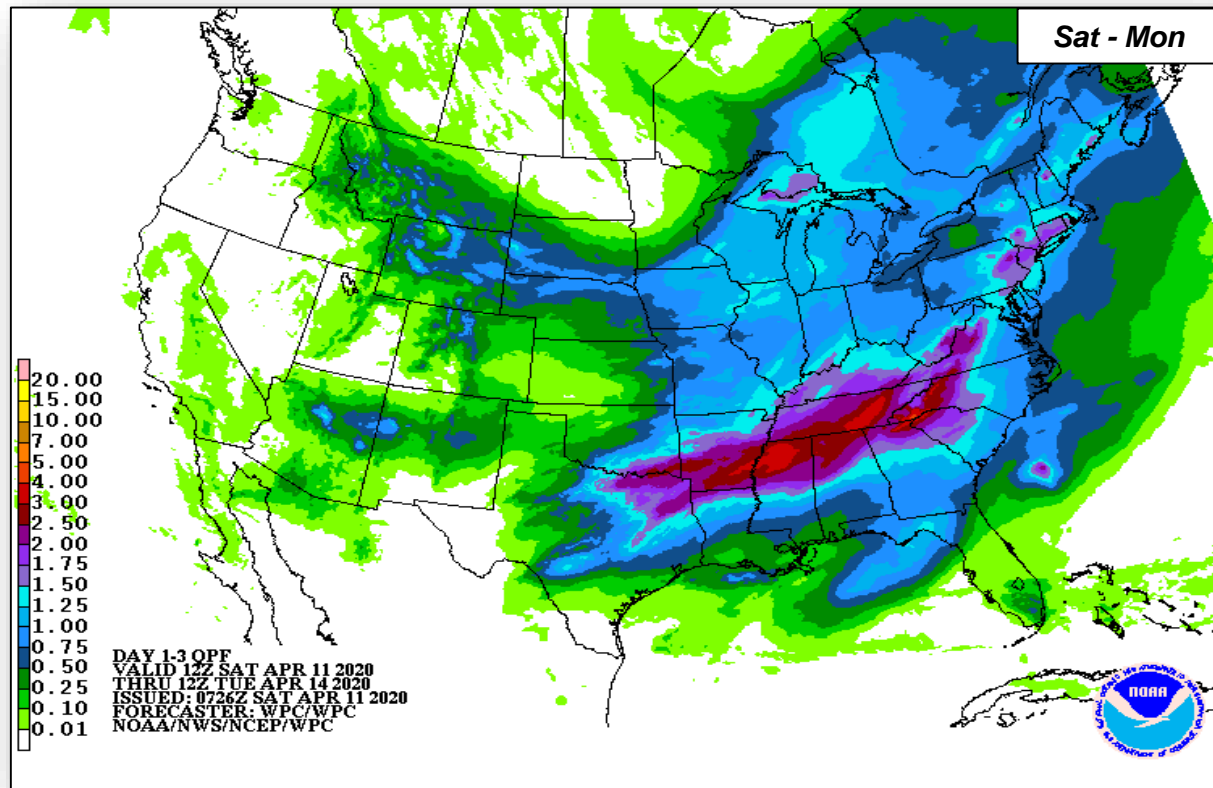 Sat - Mon
20.00
15.00
10.00
7.00
5.00
4.00
3.00
2.50
2.00
1.75
1.50
1.25
1.00
0.75
0.50
0.25
0.10
0.01
DAY 1-3 QPF
VALID 12Z SAT APR 11 2020
THRU 12Z TUE APR 14 2020
ISSUED: 0726Z SAT APR 11 2020
FORECASTER: WPC/WPC
NOAA/NWS/NCEP/WPC
NOAA